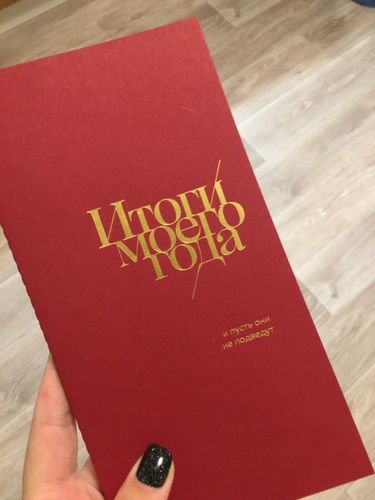 Итоги
моего
года
и пусть они
не подведут